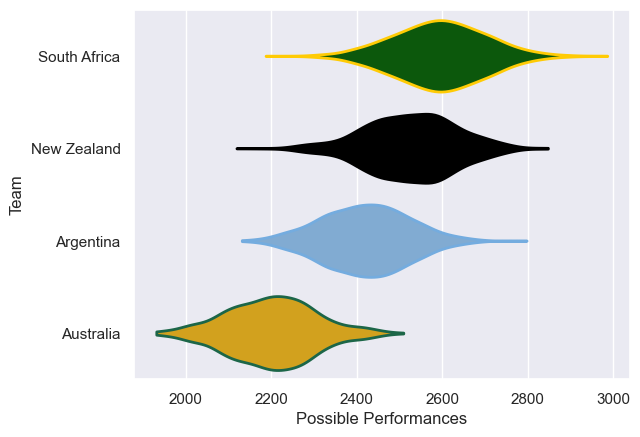 South Africa
New Zealand
Argentina
Australia
Team
2000 2200 2400 2600 2800 3000
Possible Performances